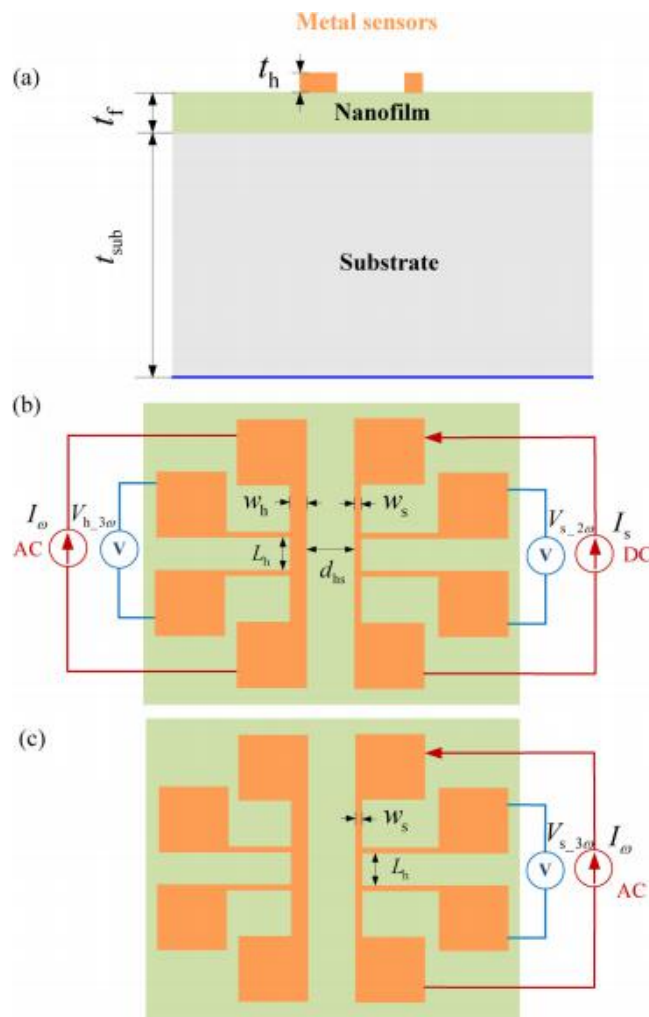 Metal sensors
(a)
t_h
t_f
Nanofilm
t_sub
Substrate
(b)
w_h
w_s
I_ω
V_h_3ω
V_s_2ω
I_s
AC
V
L_h
d_hs
V
DC
(c)
w_s
V_s_3ω
I_ω
L_h
V
AC